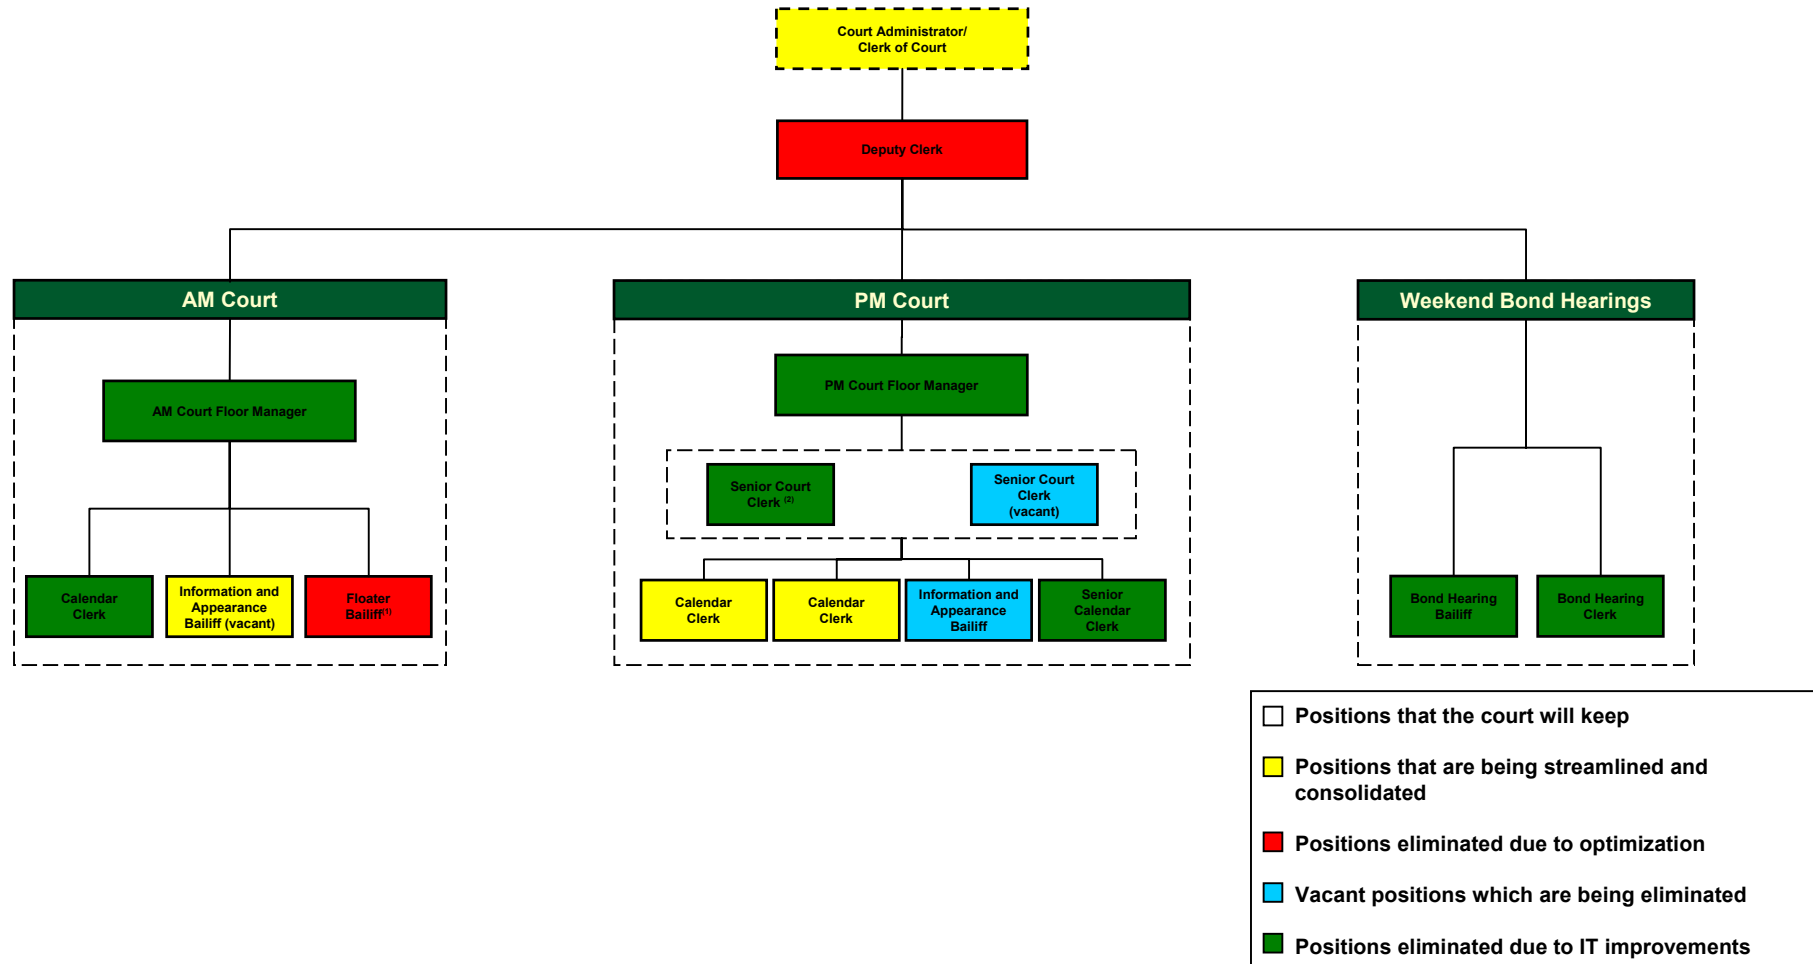 Court Administrator/
Clerk of Court
Deputy Clerk
AM Court
PM Court
Weekend Bond Hearings
AM Court Floor Manager
PM Court Floor Manager
Senior Court
Clerk (2)
Senior Court
Clerk
(vacant)
Calendar
Clerk
Information and
Appearance
Bailiff (vacant)
Floater
Bailiff(1)
Calendar
Clerk
Calendar
Clerk
Information and
Appearance
Bailiff
Senior
Calendar
Clerk
Bond Hearing
Bailiff
Bond Hearing
Clerk
Positions that the court will keep
Positions that are being streamlined and
consolidated
Positions eliminated due to optimization
Vacant positions which are being eliminated
Positions eliminated due to IT improvements